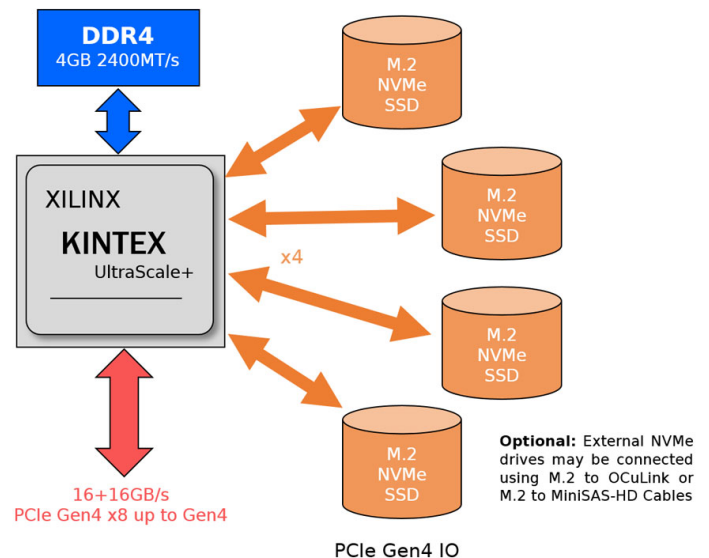 DDR4
4GB 2400MT/s
M.2
NVMe
SSD
XILINX
KINTEX
UltraScale+
M.2
NVMe
SSD
x4
M.2
NVMe
SSD
M.2
NVMe
SSD
Optional: External NVMe
drives may be connected
using M.2 to OCuLink or
M.2 to MiniSAS-HD Cables
16+16GB/s
PCIe Gen4 x8 up to Gen4
PCIe Gen4 IO